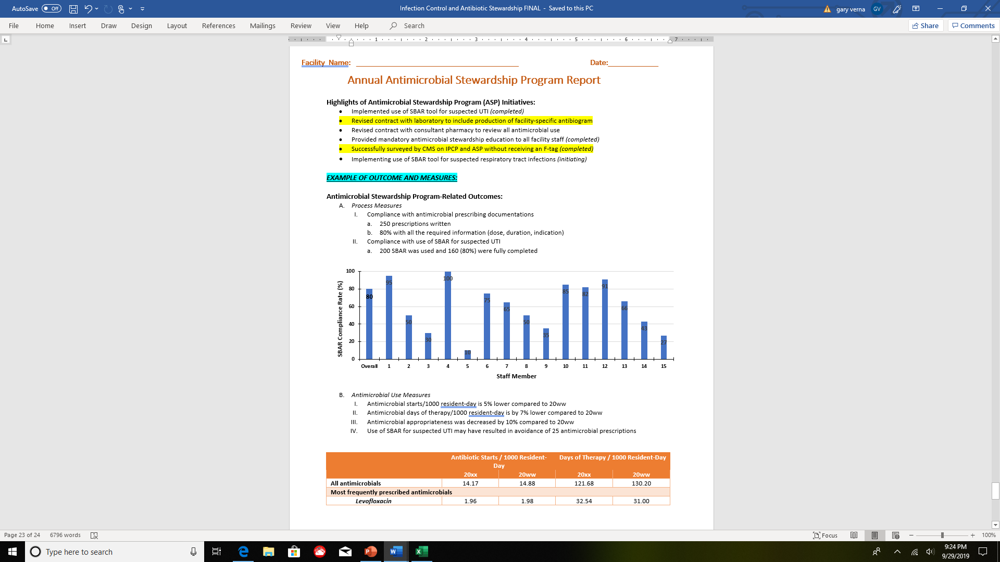 AutoSave Off
Infection Control and Antibiotic Stewardship FINAL - Saved to this PC
gary verna GV
File Home Insert Draw Design Layout References Mailings Review View Help Search
Share Comments
1 2 3 4 5 6 7
Facility Name: Date:
Annual Antimicrobial Stewardship Program Report
Highlights of Antimicrobial Stewardship Program (ASP) Initiatives:
• Implemented use of SBAR tool for suspected UTI (completed)
• Revised contract with laboratory to include production of facility-specific antibiogram
• Revised contract with consultant pharmacy to review all antimicrobial use
• Provided mandatory antimicrobial stewardship education to all facility staff (completed)
• Successfully surveyed by CMS on IPCP and ASP without receiving an F-tag (completed)
• Implementing use of SBAR tool for suspected respiratory tract infections (initiating)
EXAMPLE OF OUTCOME AND MEASURES:
Antimicrobial Stewardship Program-Related Outcomes:
A. Process Measures
I. Compliance with antimicrobial prescribing documentations
a. 250 prescriptions written
b. 80% with all the required information (dose, duration, indication)
II. Compliance with use of SBAR for suspected UTI
a. 200 SBAR was used and 160 (80%) were fully completed
SBAR Compliance Rate (%)
100
80
60
40
20
0
80 95 50 30 100 10 75 65 50 35 85 82 91 66 43 27
Overall 1 2 3 4 5 6 7 8 9 10 11 12 13 14 15
Staff Member
B. Antimicrobial Use Measures
I. Antimicrobial starts/1000 resident-day is 5% lower compared to 20ww
II. Antimicrobial days of therapy/1000 resident-day is by 7% lower compared to 20ww
III. Antimicrobial appropriateness was decreased by 10% compared to 20ww
IV. Use of SBAR for suspected UTI may have resulted in avoidance of 25 antimicrobial prescriptions
Antibiotic Starts / 1000 Resident-
Day
Days of Therapy / 1000 Resident-Day
20xx 20ww 20xx 20ww
All antimicrobials 14.17 14.88 121.68 130.20
Most frequently prescribed antimicrobials
Levofloxacin 1.96 1.98 32.54 31.00
Page 23 of 24 6796 words
Focus
100%
Type here to search
9:24 PM
9/29/2019